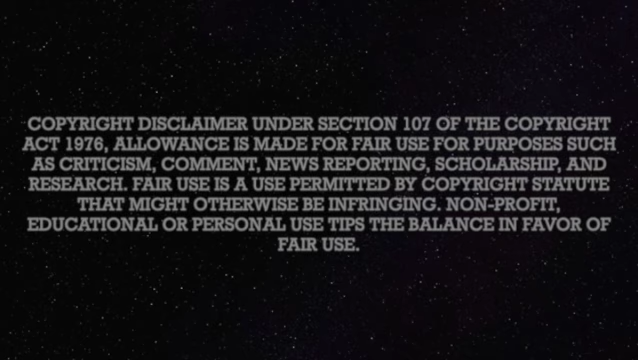 COPYRIGHT DISCLAIMER UNDER SECTION 107 OF THE COPYRIGHT
ACT 1976, ALLOWANCE IS MADE FOR FAIR USE FOR PURPOSES SUCH
AS CRITICISM, COMMENT, NEWS REPORTING, SCHOLARSHIP, AND
RESEARCH. FAIR USE IS A USE PERMITTED BY COPYRIGHT STATUTE
THAT MIGHT OTHERWISE BE INFRINGING. NON-PROFIT,
EDUCATIONAL OR PERSONAL USE TIPS THE BALANCE IN FAVOR OF
FAIR USE.